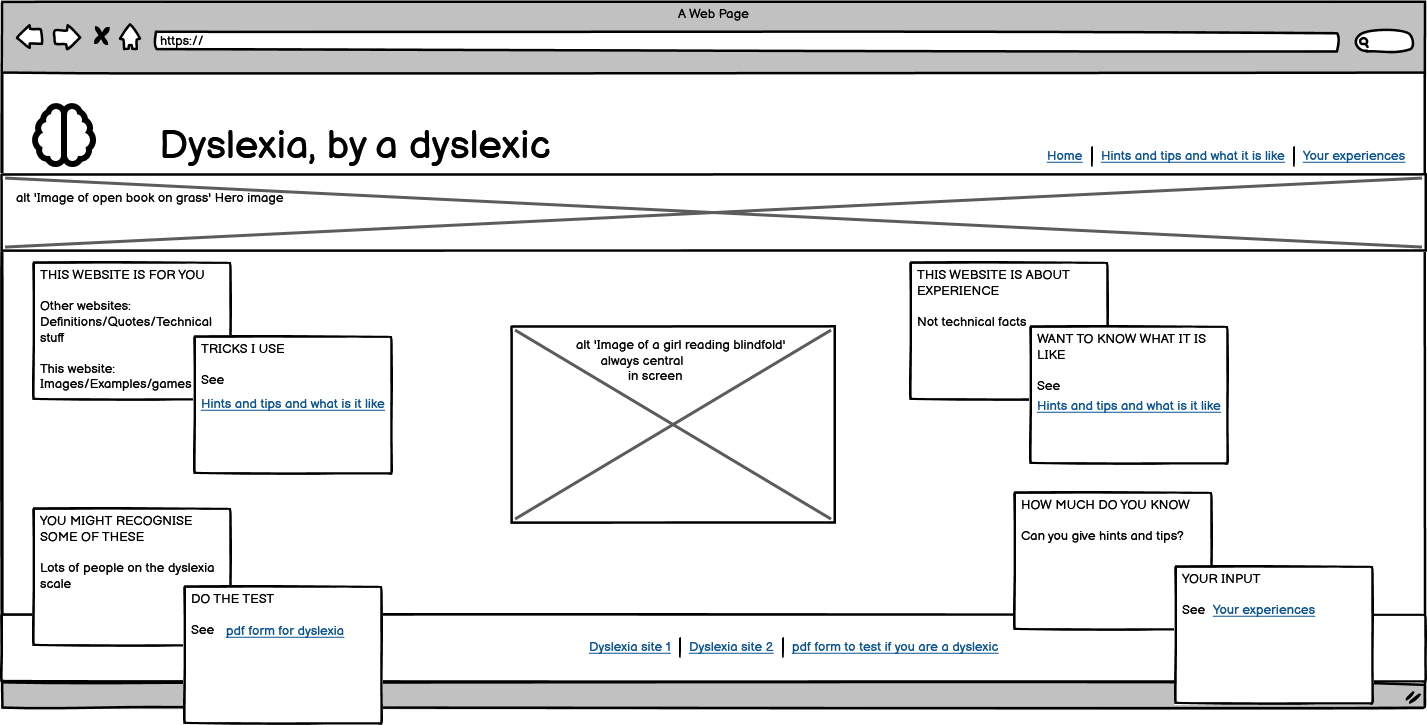 A Web Page
https://
Dyslexia, by a dyslexic
Home
Hints and tips and what it is like
Your experiences
alt 'Image of open book on grass' Hero image
THIS WEBSITE IS FOR YOU
Other websites:
Definitions/Quotes/Technical
stuff
This website:
Images/Examples/games
TRICKS I USE
See
Hints and tips and what is it like
alt 'Image of a girl reading blindfold'
always central
in screen
THIS WEBSITE IS ABOUT
EXPERIENCE
Not technical facts
WANT TO KNOW WHAT IT IS
LIKE
See
Hints and tips and what is it like
YOU MIGHT RECOGNISE
SOME OF THESE
Lots of people on the dyslexia
scale
DO THE TEST
See pdf form for dyslexia
HOW MUCH DO YOU KNOW
Can you give hints and tips?
YOUR INPUT
See Your experiences
Dyslexia site 1
Dyslexia site 2
pdf form to test if you are a dyslexic